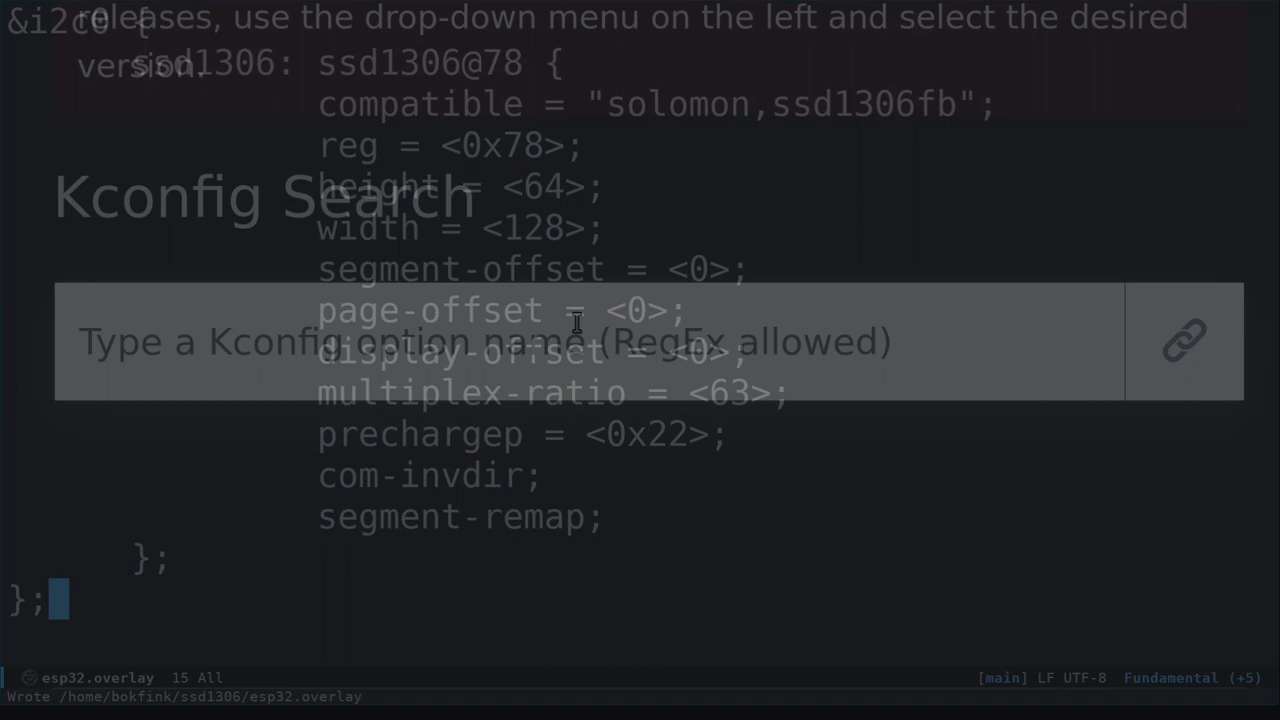 &i2c0 {
releases, use the drop-down menu on the left and select the desired
version.
ssd1306: ssd1306@78 {
compatible = "solomon,ssd1306fb";
reg = <0x78>;
height = <64>;
Kconfig Search
width = <128>;
segment-offset = <0>;
page-offset = <0>;
Type a Kconfig option name (RegEx allowed)
display-offset = <0>;
multiplex-ratio = <63>;
prechargep = <0x22>;
com-invdir;
segment-remap;
};
};
esp32.overlay 15 All [main] LF UTF-8 Fundamental (+5)
Wrote /home/bokfink/ssd1306/esp32.overlay